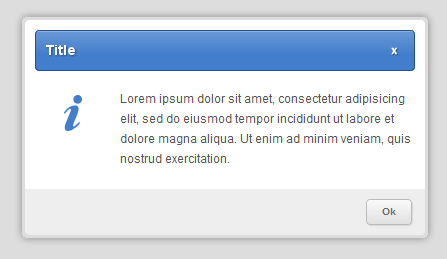 Title x
Lorem ipsum dolor sit amet, consectetur adipisicing
elit, sed do eiusmod tempor incididunt ut labore et
dolore magna aliqua. Ut enim ad minim veniam, quis
nostrud exercitation.
Ok